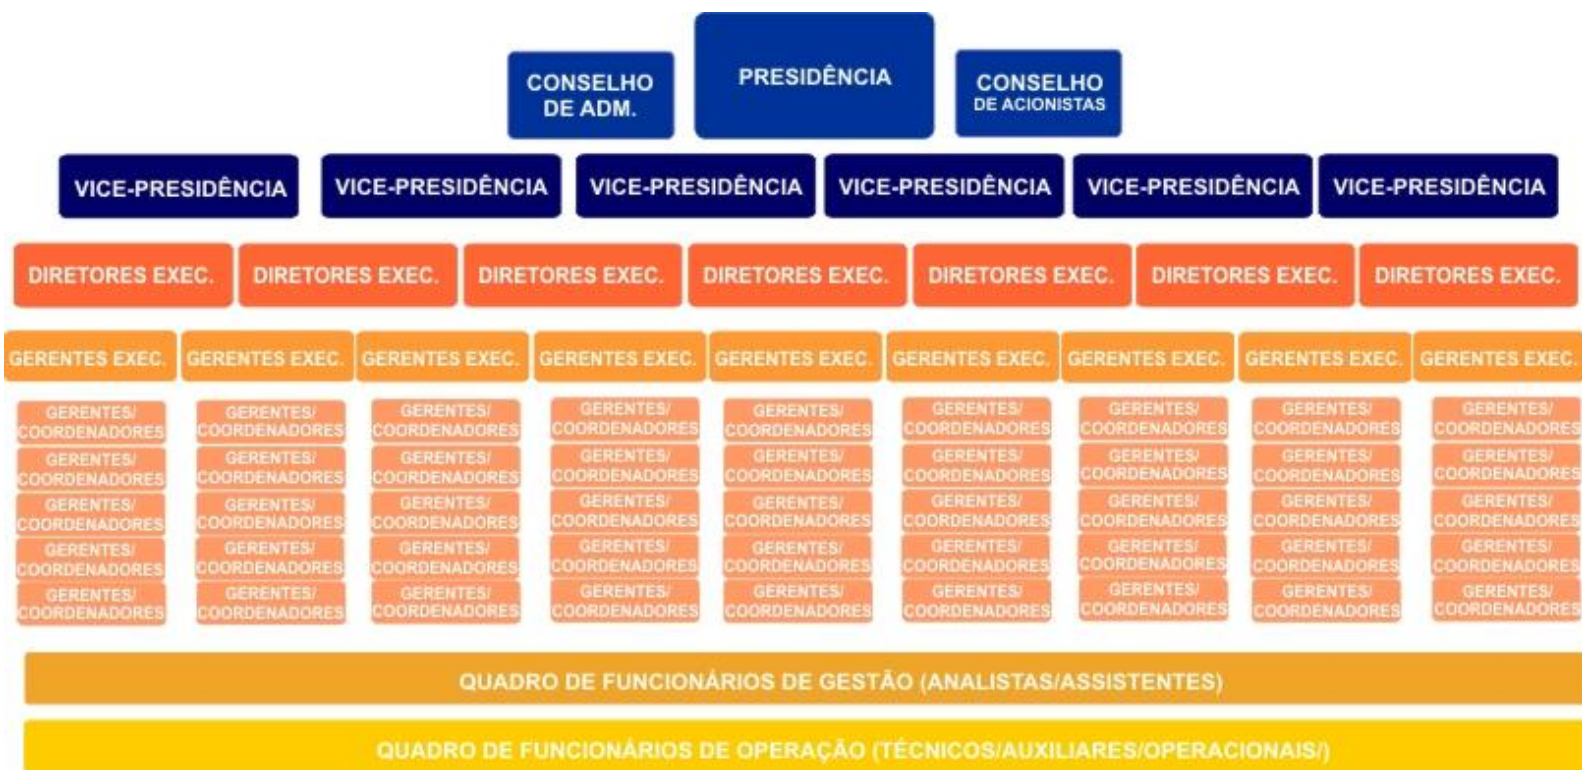 PRESIDÊNCIA
CONSELHO
DE ADM.
CONSELHO
DE ACIONISTAS
VICE-PRESIDÊNCIA VICE-PRESIDÊNCIA VICE-PRESIDÊNCIA VICE-PRESIDÊNCIA VICE-PRESIDÊNCIA VICE-PRESIDÊNCIA
DIRETORES EXEC. DIRETORES EXEC. DIRETORES EXEC. DIRETORES EXEC. DIRETORES EXEC. DIRETORES EXEC. DIRETORES EXEC.
GERENTES EXEC. GERENTES EXEC. GERENTES EXEC. GERENTES EXEC. GERENTES EXEC. GERENTES EXEC. GERENTES EXEC. GERENTES EXEC. GERENTES EXEC.
GERENTES/ GERENTES/ GERENTES/ GERENTES/ GERENTES/ GERENTES/ GERENTES/ GERENTES/ GERENTES/
COORDENADORES COORDENADORES COORDENADORES COORDENADORES COORDENADORES COORDENADORES COORDENADORES COORDENADORES COORDENADORES
GERENTES/ GERENTES/ GERENTES/ GERENTES/ GERENTES/ GERENTES/ GERENTES/ GERENTES/ GERENTES/
COORDENADORES COORDENADORES COORDENADORES COORDENADORES COORDENADORES COORDENADORES COORDENADORES COORDENADORES COORDENADORES
GERENTES/ GERENTES/ GERENTES/ GERENTES/ GERENTES/ GERENTES/ GERENTES/ GERENTES/ GERENTES/
COORDENADORES COORDENADORES COORDENADORES COORDENADORES COORDENADORES COORDENADORES COORDENADORES COORDENADORES COORDENADORES
GERENTES/ GERENTES/ GERENTES/ GERENTES/ GERENTES/ GERENTES/ GERENTES/ GERENTES/ GERENTES/
COORDENADORES COORDENADORES COORDENADORES COORDENADORES COORDENADORES COORDENADORES COORDENADORES COORDENADORES COORDENADORES
GERENTES/ GERENTES/ GERENTES/ GERENTES/ GERENTES/ GERENTES/ GERENTES/ GERENTES/ GERENTES/
COORDENADORES COORDENADORES COORDENADORES COORDENADORES COORDENADORES COORDENADORES COORDENADORES COORDENADORES COORDENADORES
QUADRO DE FUNCIONÁRIOS DE GESTÃO (ANALISTAS/ASSISTENTES)
QUADRO DE FUNCIONÁRIOS DE OPERAÇÃO (TÉCNICOS/AUXILIARES/OPERACIONAIS/)